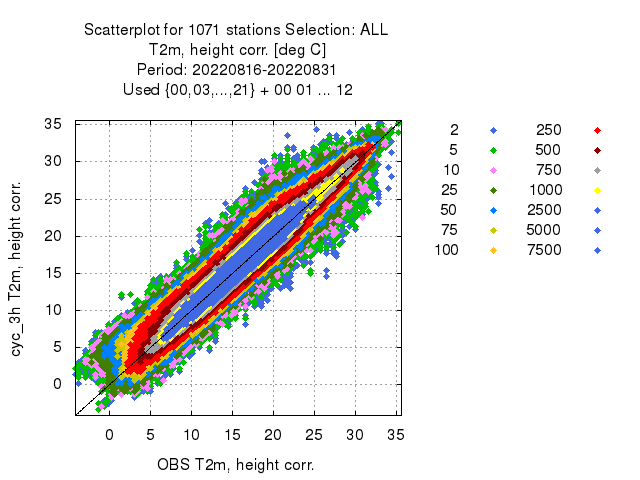 Scatterplot for 1071 stations Selection: ALL
T2m, height corr. [deg C]
Period: 20220816-20220831
Used {00,03,...,21} + 00 01 ... 12
35
30
25
20
15
10
5
0
cyc_3h T2m, height corr.
0 5 10 15 20 25 30 35
OBS T2m, height corr.
2 250
5 500
10 750
25 1000
50 2500
75 5000
100 7500